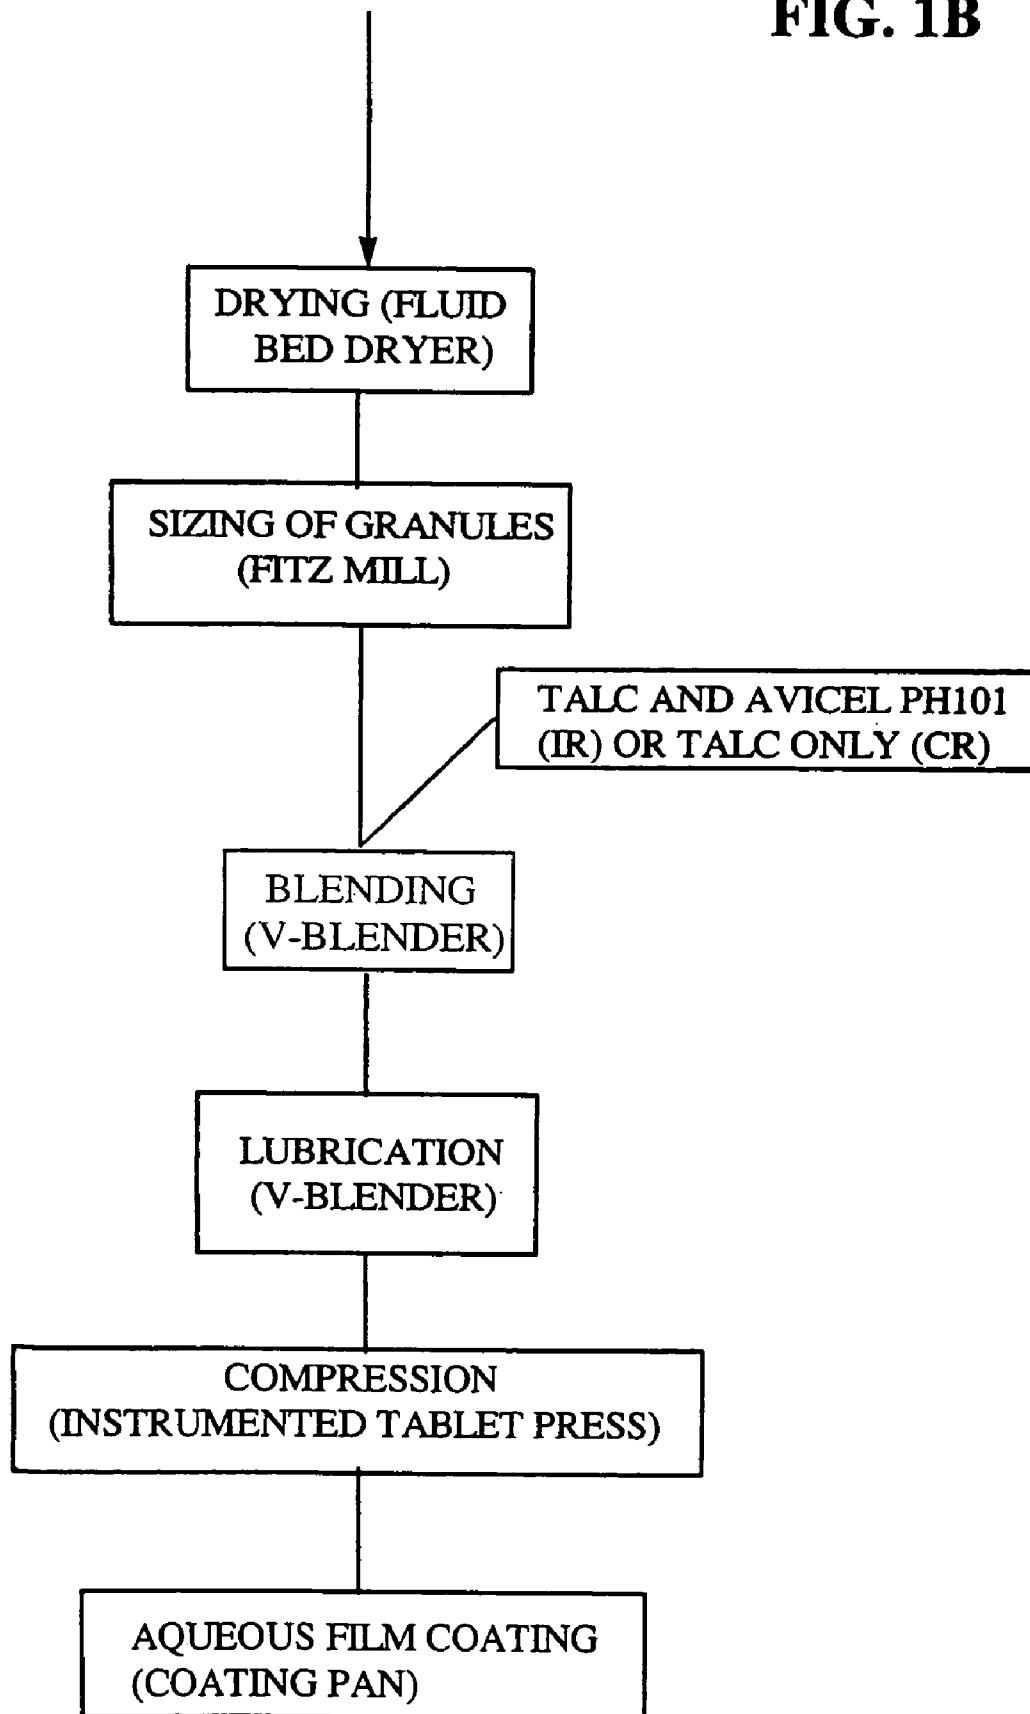 FIG. 1B
DRYING (FLUID
BED DRYER)
SIZING OF GRANULES
(FITZ MILL)
TALC AND AVICEL PH101
(IR) OR TALC ONLY (CR)
BLENDING
(V-BLENDER)
LUBRICATION
(V-BLENDER)
COMPRESSION
(INSTRUMENTED TABLET PRESS)
AQUEOUS FILM COATING
(COATING PAN)